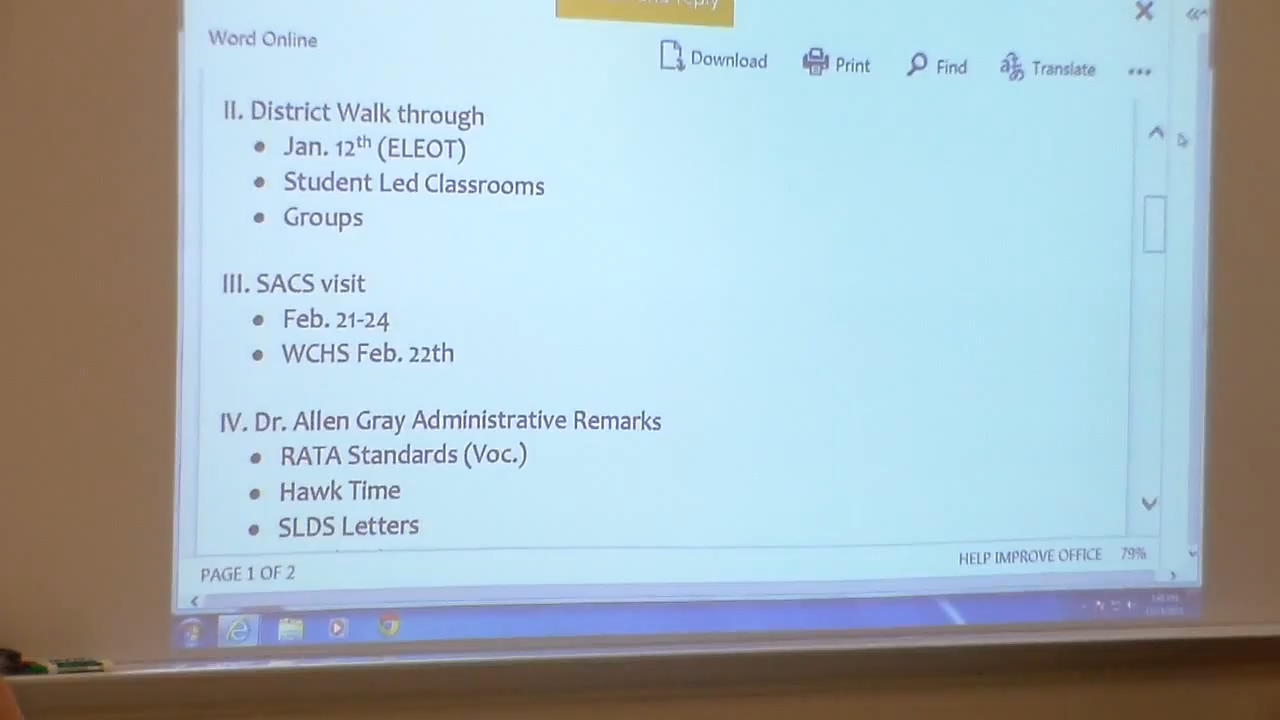 reply
Word Online
Download Print Find Translate
II. District Walk through
• Jan. 12th (ELEOT)
• Student Led Classrooms
• Groups
III. SACS visit
• Feb. 21-24
• WCHS Feb. 22th
IV. Dr. Allen Gray Administrative Remarks
• RATA Standards (Voc.)
• Hawk Time
• SLDS Letters
PAGE 1 OF 2
HELP IMPROVE OFFICE 79%